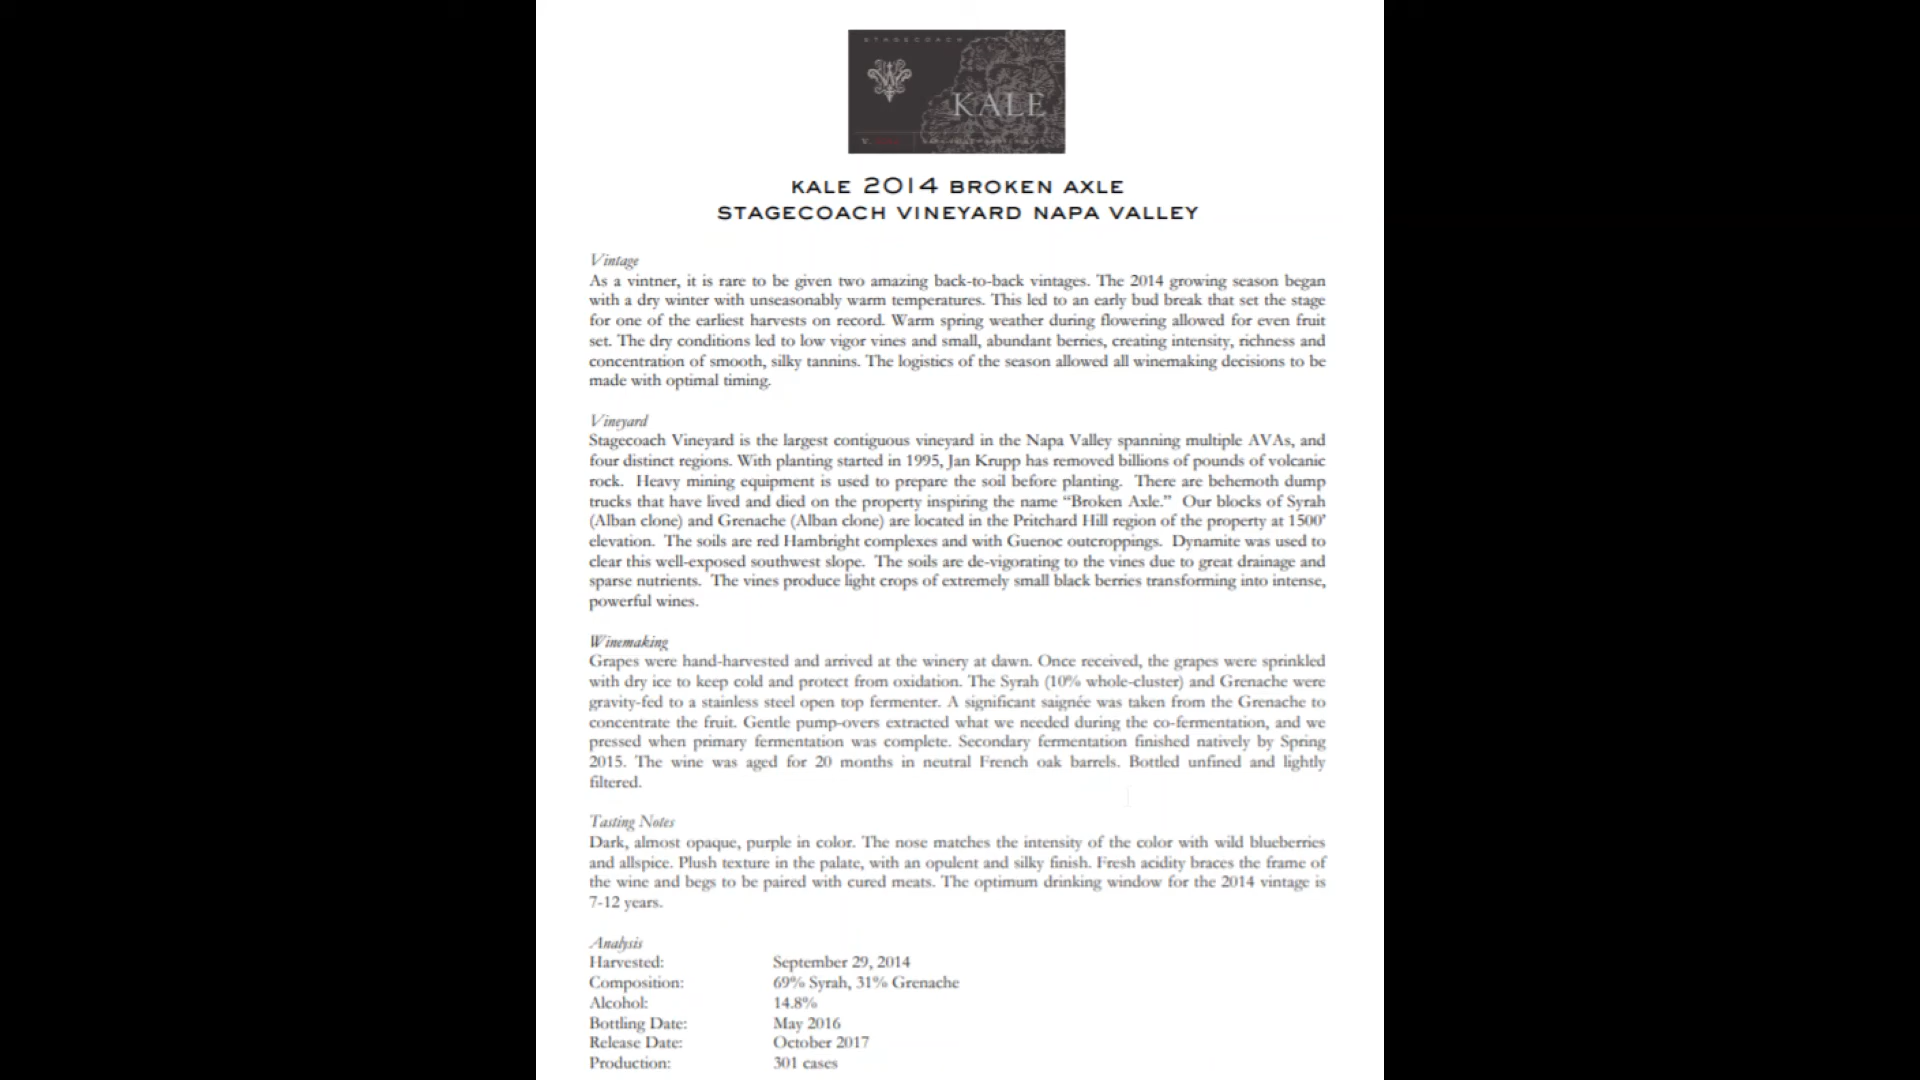 STAGECOACH
KALE
KALE 2014 BROKEN AXLE
STAGECOACH VINEYARD NAPA VALLEY
Vintage
As a vintner, it is rare to be given two amazing back-to-back vintages. The 2014 growing season began
with a dry winter with unseasonably warm temperatures. This led to an early bud break that set the stage
for one of the earliest harvests on record. Warm spring weather during flowering allowed for even fruit
set. The dry conditions led to low vigor vines and small, abundant berries, creating intensity, richness and
concentration of smooth, silky tannins. The logistics of the season allowed all winemaking decisions to be
made with optimal timing.
Vineyard
Stagecoach Vineyard is the largest contiguous vineyard in the Napa Valley spanning multiple AVAs, and
four distinct regions. With planting started in 1995, Jan Krupp has removed billions of pounds of volcanic
rock. Heavy mining equipment is used to prepare the soil before planting. There are behemoth dump
trucks that have lived and died on the property inspiring the name “Broken Axle.” Our blocks of Syrah
(Alban clone) and Grenache (Alban clone) are located in the Pritchard Hill region of the property at 1500’
elevation. The soils are red Hambright complexes and with Guenoc outcroppings. Dynamite was used to
clear this well-exposed southwest slope. The soils are de-vigorating to the vines due to great drainage and
sparse nutrients. The vines produce light crops of extremely small black berries transforming into intense,
powerful wines.
Winemaking
Grapes were hand-harvested and arrived at the winery at dawn. Once received, the grapes were sprinkled
with dry ice to keep cold and protect from oxidation. The Syrah (10% whole-cluster) and Grenache were
gravity-fed to a stainless steel open top fermenter. A significant saignée was taken from the Grenache to
concentrate the fruit. Gentle pump-overs extracted what we needed during the co-fermentation, and we
pressed when primary fermentation was complete. Secondary fermentation finished natively by Spring
2015. The wine was aged for 20 months in neutral French oak barrels. Bottled unfined and lightly
filtered.
Tasting Notes
Dark, almost opaque, purple in color. The nose matches the intensity of the color with wild blueberries
and allspice. Plush texture in the palate, with an opulent and silky finish. Fresh acidity braces the frame of
the wine and begs to be paired with cured meats. The optimum drinking window for the 2014 vintage is
7-12 years.
Analysis
Harvested: September 29, 2014
Composition: 69% Syrah, 31% Grenache
Alcohol: 14.8%
Bottling Date: May 2016
Release Date: October 2017
Production: 301 cases